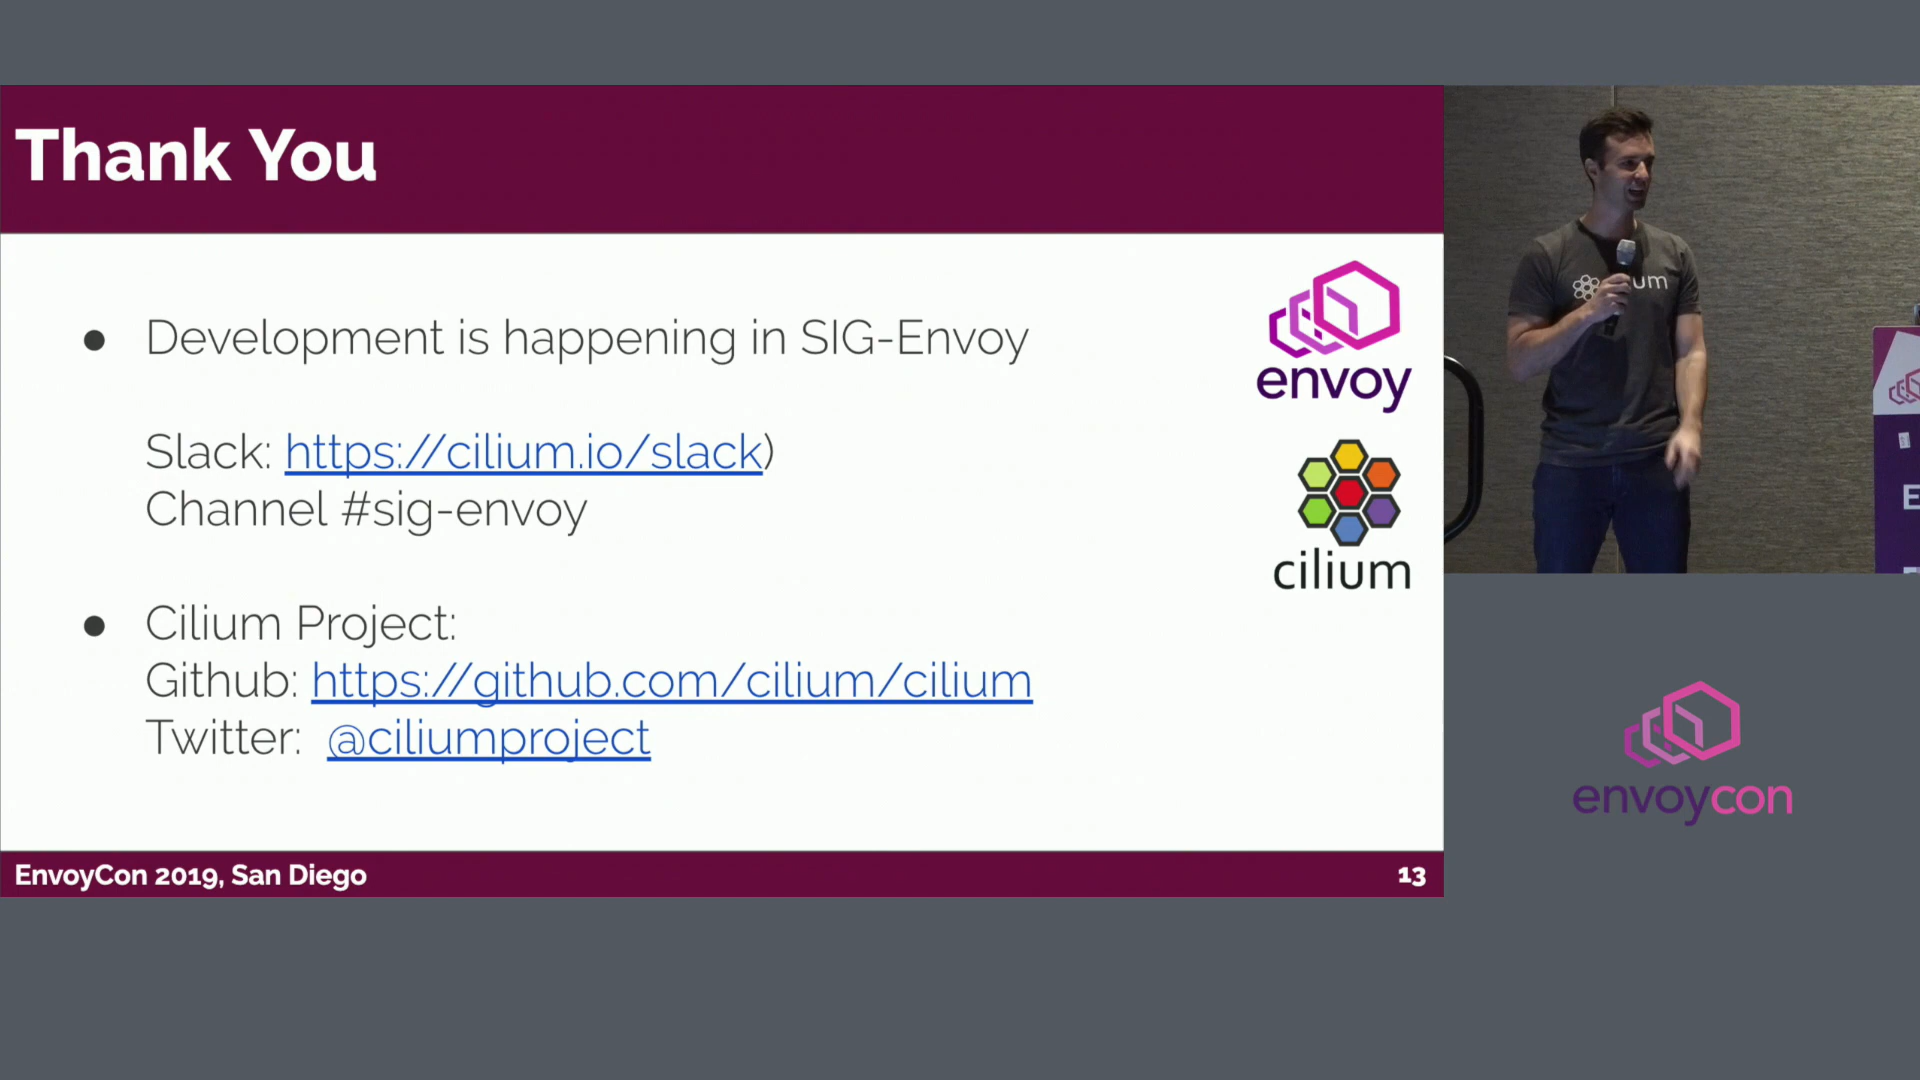 Thank You
● Development is happening in SIG-Envoy
Slack: https://cilium.io/slack)
Channel #sig-envoy
● Cilium Project:
Github: https://github.com/cilium/cilium
Twitter: @ciliumproject
envoy
cilium
EnvoyCon 2019, San Diego
13
um
E
envoycon